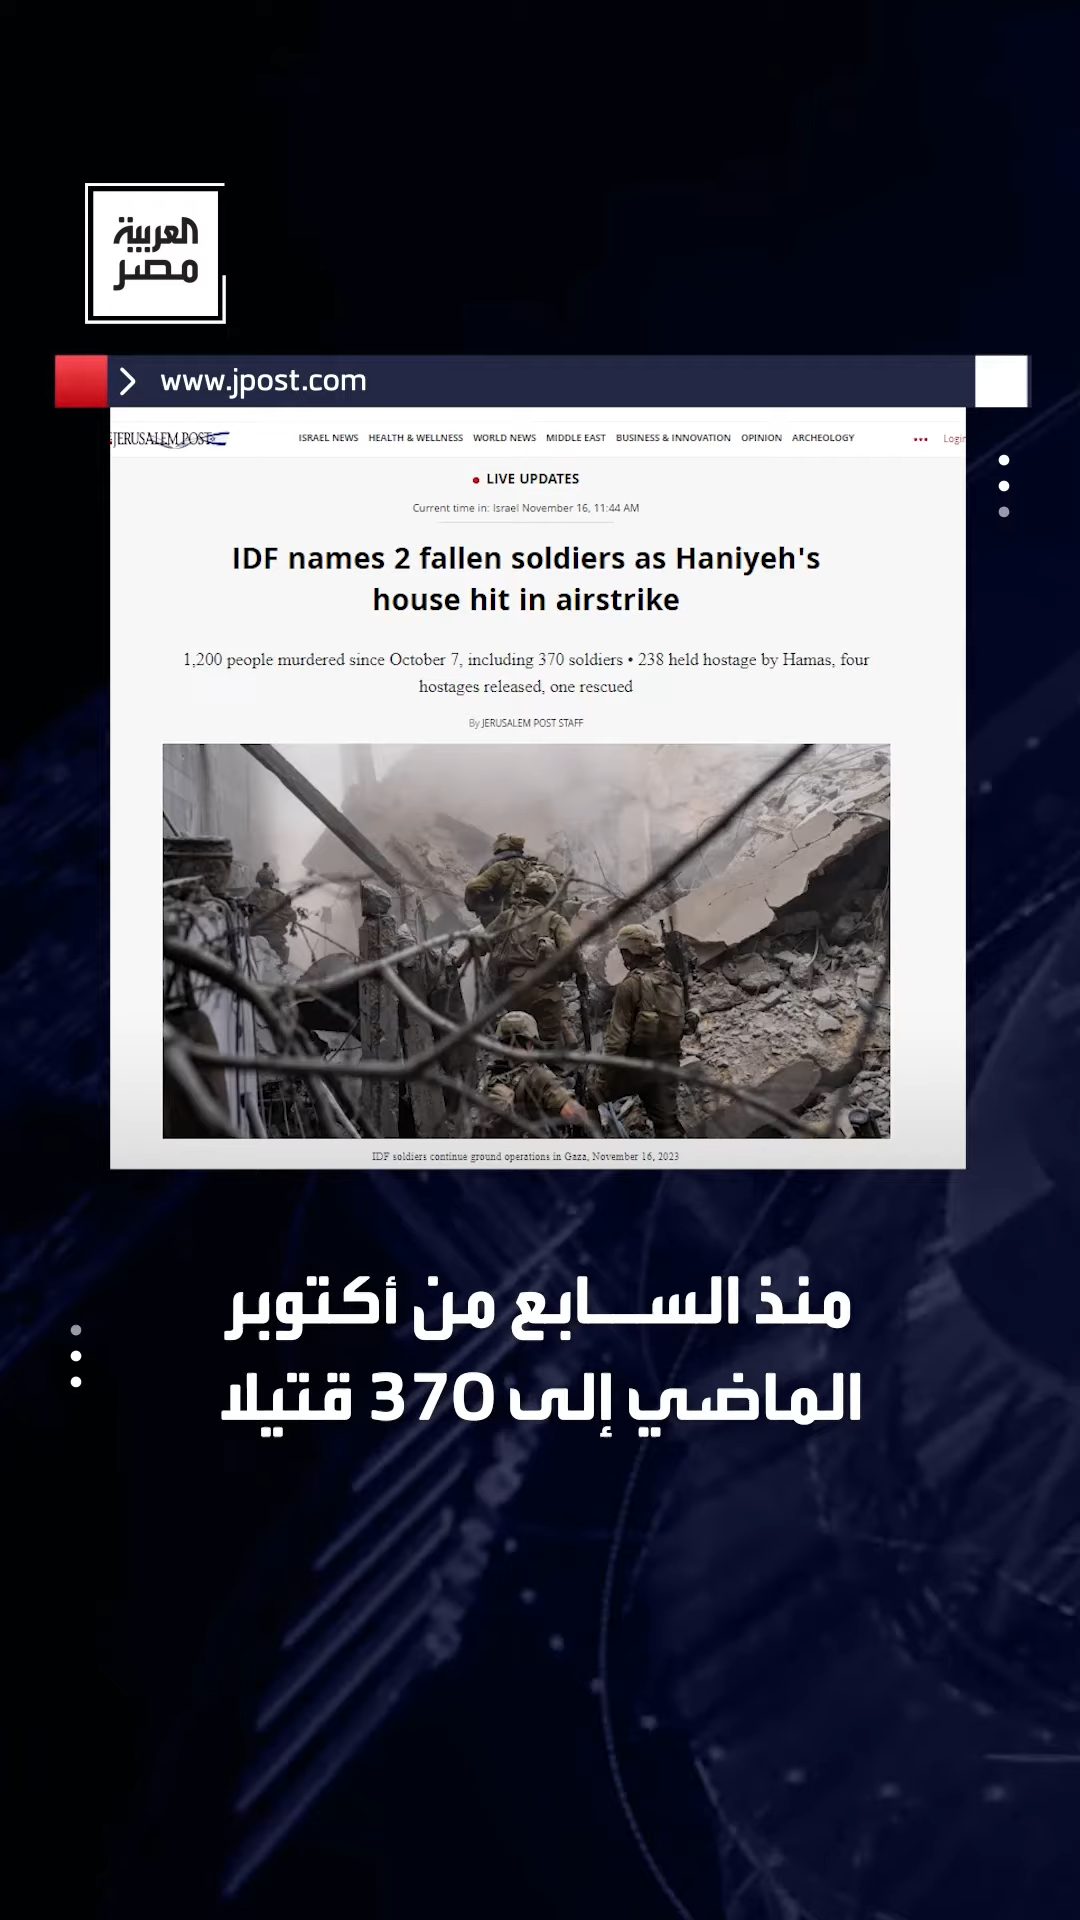 العربية
مصر
www.jpost.com
JERUSALEM POST
ISRAEL NEWS HEALTH & WELLNESS WORLD NEWS MIDDLE EAST BUSINESS & INNOVATION OPINION ARCHEOLOGY ••• Login
LIVE UPDATES
Current time in: Israel November 16, 11:44 AM
IDF names 2 fallen soldiers as Haniyeh's
house hit in airstrike
1,200 people murdered since October 7, including 370 soldiers • 238 held hostage by Hamas, four
hostages released, one rescued
By JERUSALEM POST STAFF
IDF soldiers continue ground operations in Gaza, November 16, 2023
منذ الســـابع من أكتوبر
الماضي إلى 370 قتيلا